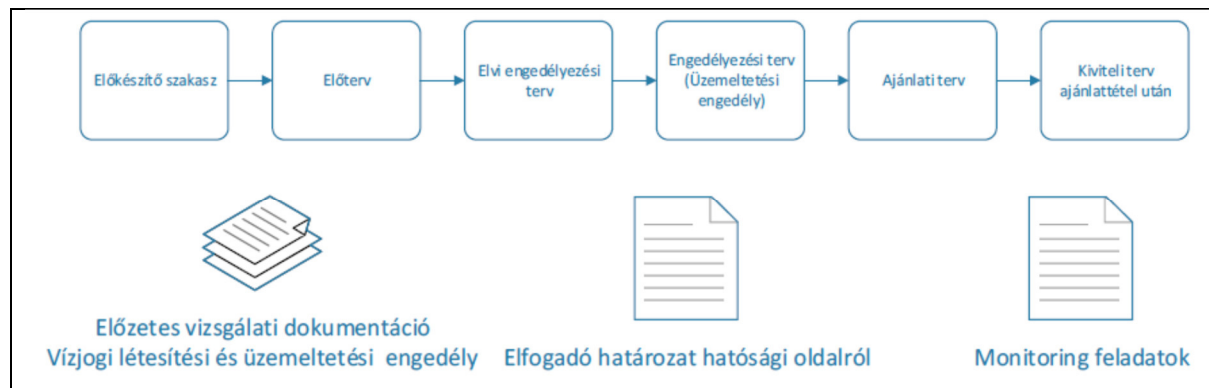 Előkészítő szakasz
Előterv
Elvi engedélyezési
terv
Engedélyezési terv
(Üzemeltetési
engedély)
Ajánlati terv
Kiviteli terv
ajánlattétel után
Előzetes vizsgálati dokumentáció
Vízjogi létesítési és üzemeltetési engedély
Elfogadó határozat hatósági oldalról
Monitoring feladatok